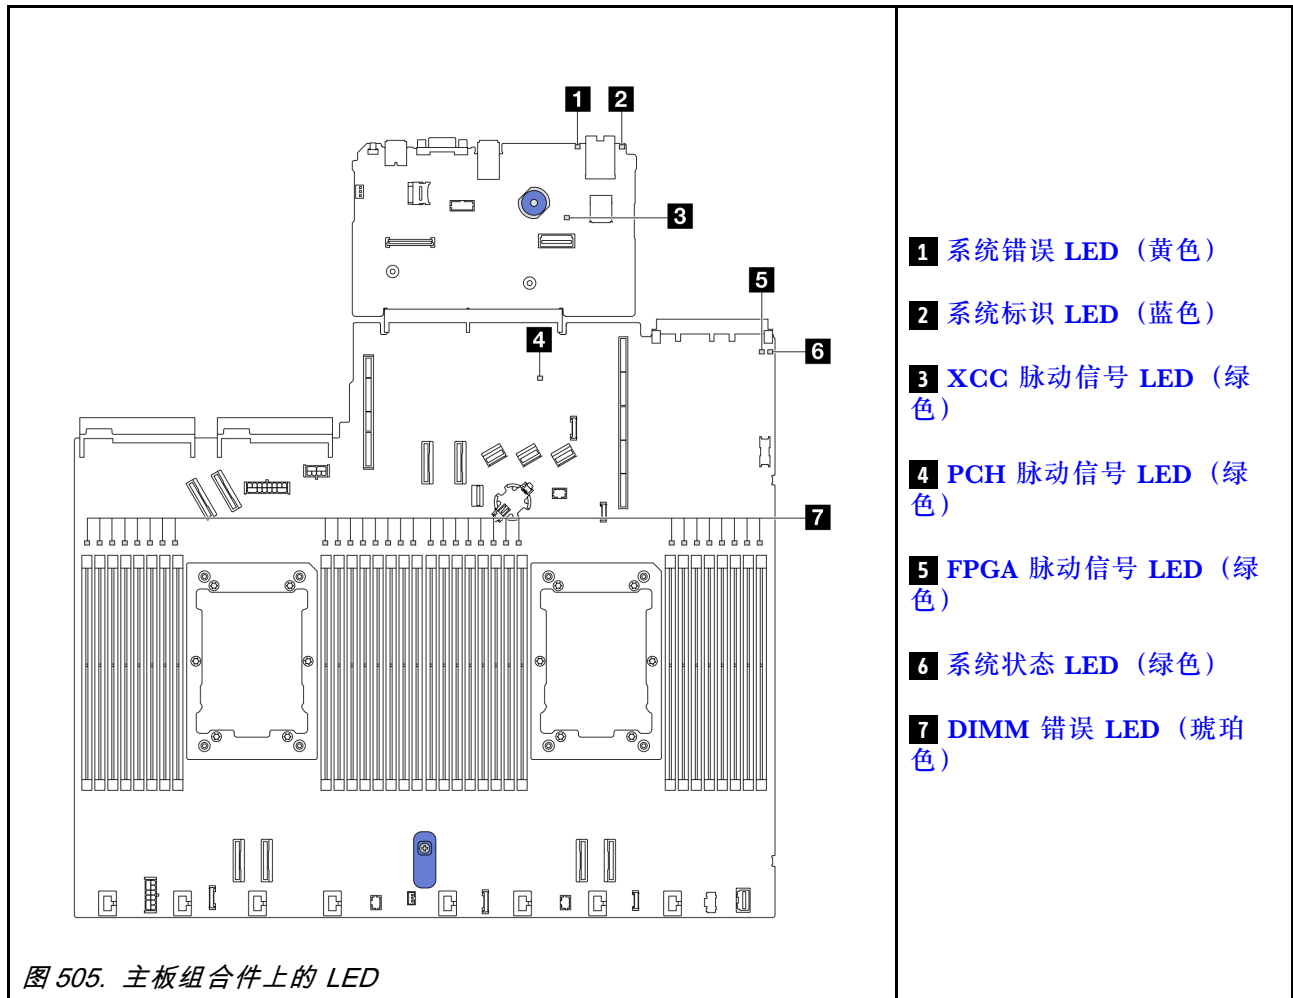 1
2
3
5
4
6
7
图 505. 主板组合件上的 LED
1 系统错误 LED（黄色）
2 系统标识 LED（蓝色）
3 XCC 脉动信号 LED（绿
色）
4 PCH 脉动信号 LED（绿
色）
5 FPGA 脉动信号 LED（绿
色）
6 系统状态 LED（绿色）
7 DIMM 错误 LED（琥珀
色）